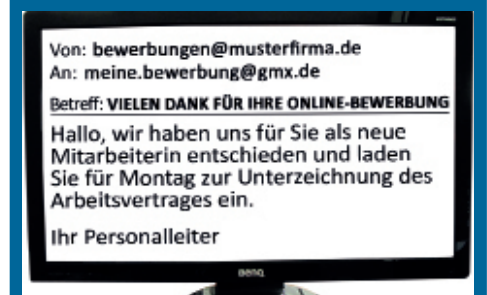 Von: bewerbungen@musterfirma.de
An: meine.bewerbung@gmx.de
Betreff: VIELEN DANK FÜR IHRE ONLINE-BEWERBUNG
Hallo, wir haben uns für Sie als neue
Mitarbeiterin entschieden und laden
Sie für Montag zur Unterzeichnung des
Arbeitsvertrages ein.
Ihr Personalleiter
BenQ